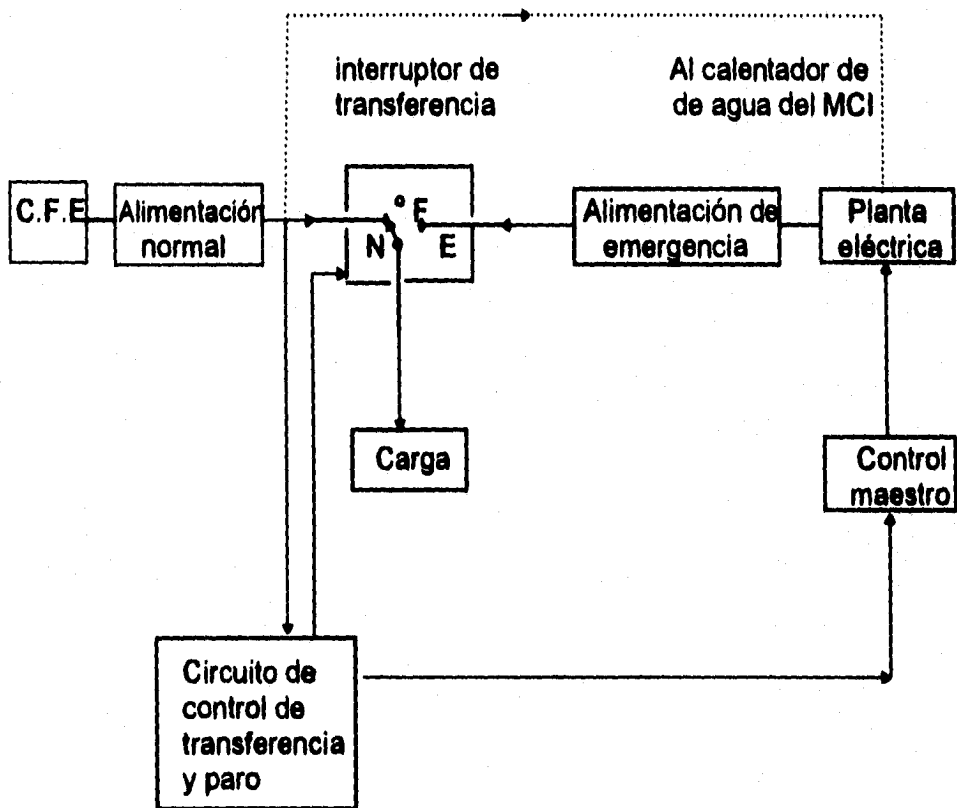 interruptor de
transferencia
Al calentador de
de agua del MCI
C.F.E
Alimentación
normal
F
N
E
Alimentación de
emergencia
Planta
eléctrica
Carga
Control
maestro
Circuito de
control de
transferencia
y paro